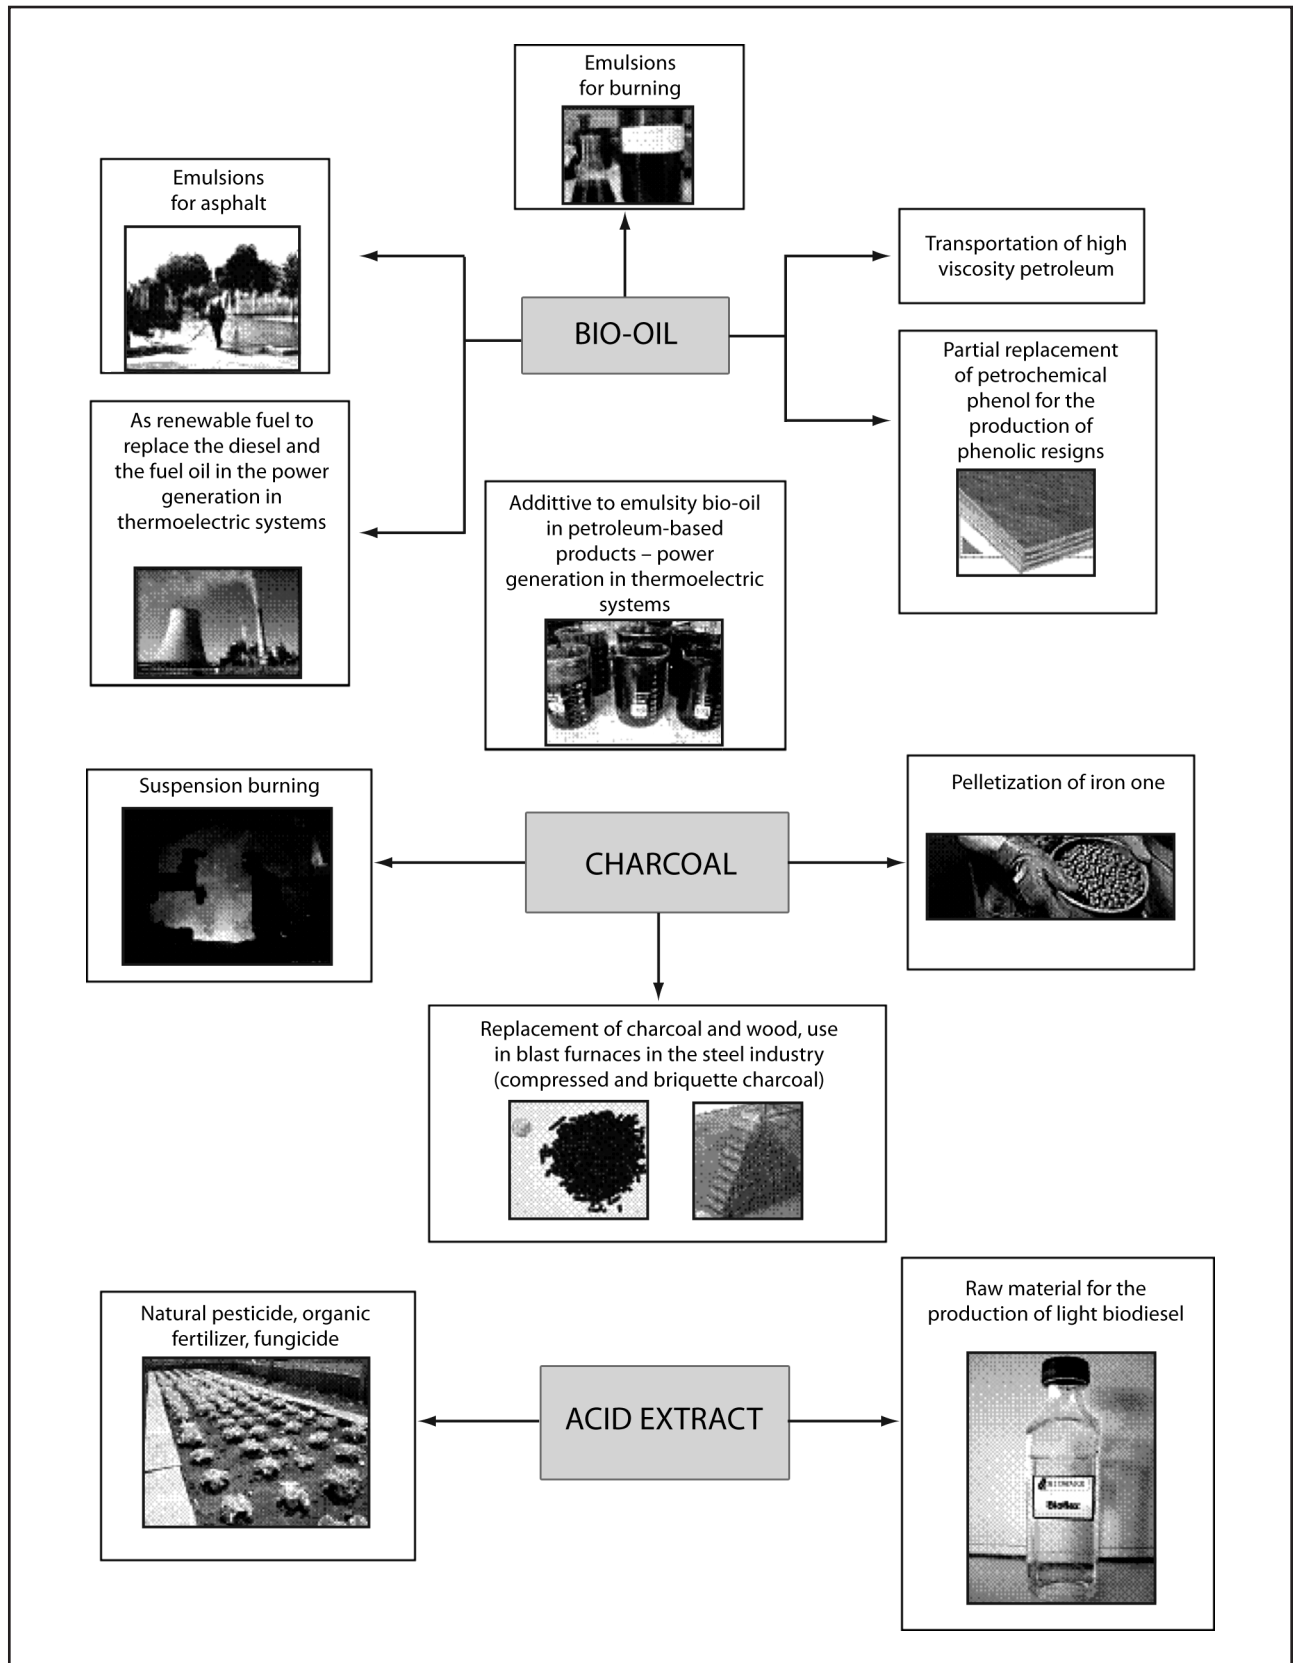 Emulsions
for burning
Emulsions
for asphalt
Transportation of high
viscosity petroleum
BIO-OIL
Partial replacement
of petrochemical
phenol for the
production of
phenolic resigns
As renewable fuel to
replace the diesel and
the fuel oil in the power
generation in
thermoelectric systems
Addittive to emulsity bio-oil
in petroleum-based
products – power
generation in thermoelectric
systems
Suspension burning
Pelletization of iron one
CHARCOAL
Replacement of charcoal and wood, use
in blast furnaces in the steel industry
(compressed and briquette charcoal)
Natural pesticide, organic
fertilizer, fungicide
Raw material for the
production of light biodiesel
ACID EXTRACT